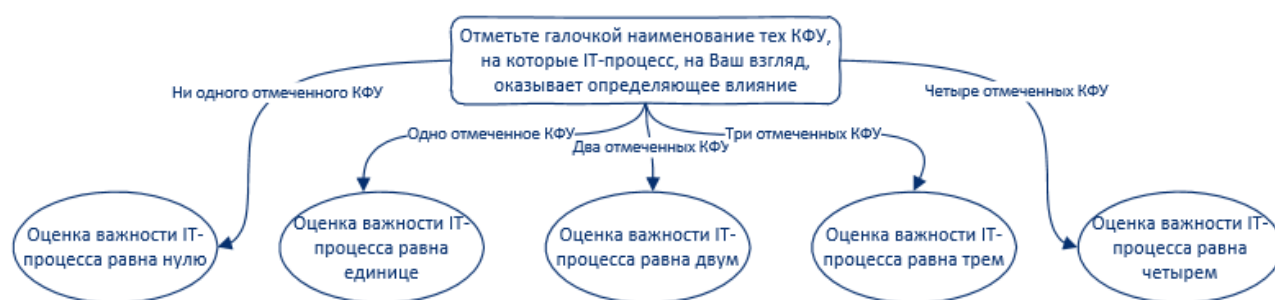 Отметьте галочкой наименование тех КФУ,
на которые IT-процесс, на Ваш взгляд,
оказывает определяющее влияние
Ни одного отмеченного КФУ
Четыре отмеченных КФУ
Одно отмеченное КФУ
Два отмеченных КФУ
Три отмеченных КФУ
Оценка важности IT-
процесса равна нулю
Оценка важности IT-
процесса равна
единице
Оценка важности IT-
процесса равна двум
Оценка важности IT-
процесса равна трем
Оценка важности IT-
процесса равна
четырем